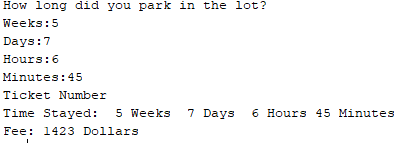 How long did you park in the lot?
Weeks:5
Days:7
Hours:6
Minutes:45
Ticket Number
Time Stayed:  5 Weeks  7 Days  6 Hours 45 Minutes
Fee: 1423 Dollars